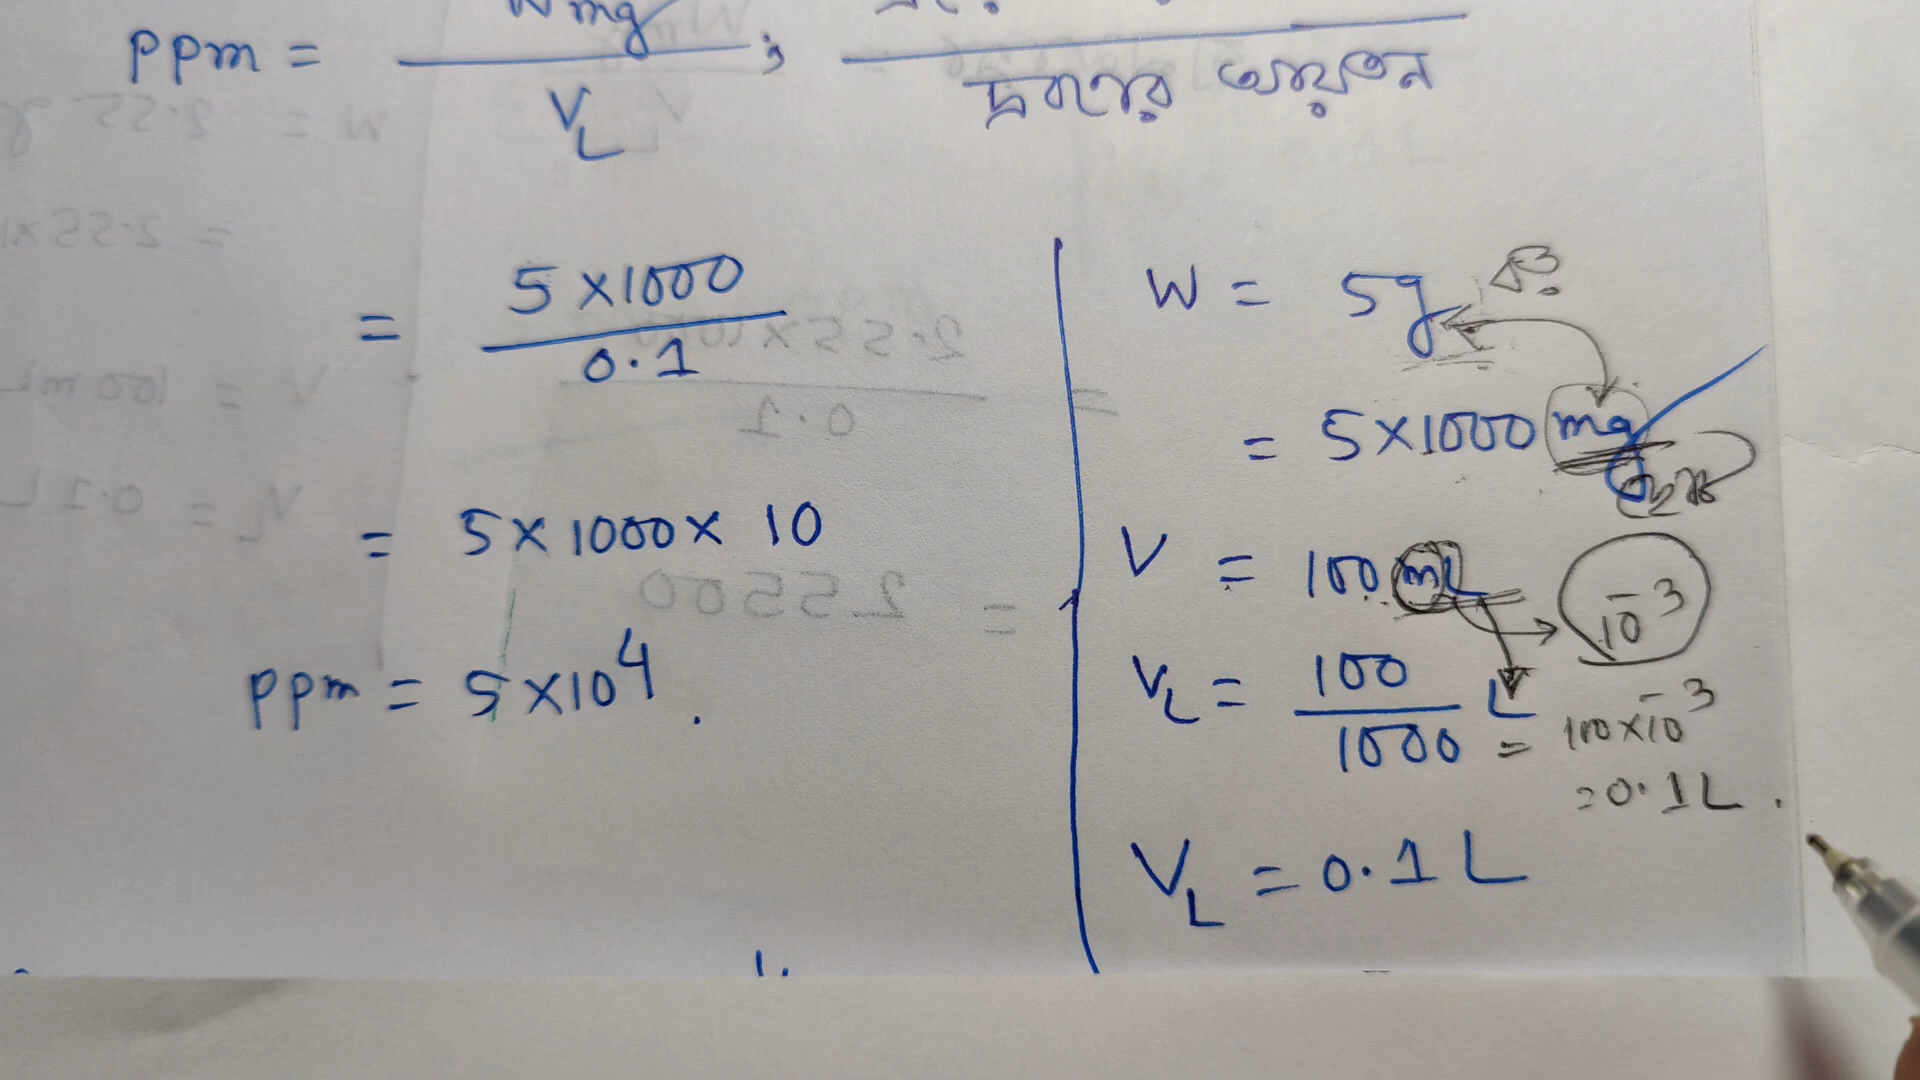 ppm = W mg / V L ; দ্রবণের আয়তন
= 5 × 1000 / 0.1
= 5 × 1000 × 10
ppm = 5 × 10⁴.
W = 5g
= 5 × 1000 mg
V = 100 mL → 10⁻³
V L = 100 / 1000 L = 100 × 10⁻³
= 0.1 L.
V L = 0.1 L